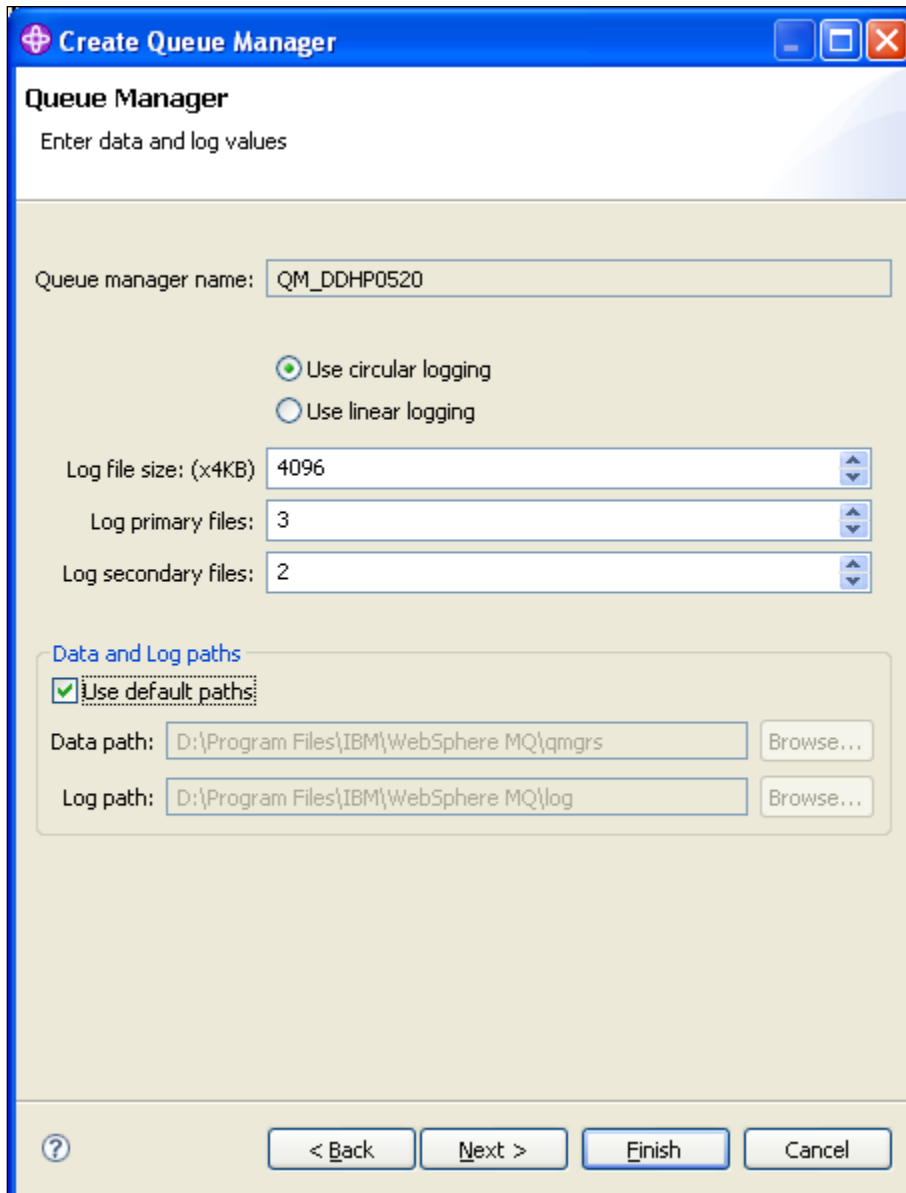 Create Queue Manager
Queue Manager
Enter data and log values
Queue manager name: QM_DDHP0520
Use circular logging
Use linear logging
Log file size: (x4KB) 4096
Log primary files: 3
Log secondary files: 2
Data and Log paths
Use default paths
Data path: D:\Program Files\IBM\WebSphere MQ\qmgrs Browse...
Log path: D:\Program Files\IBM\WebSphere MQ\log Browse...
? < Back Next > Finish Cancel